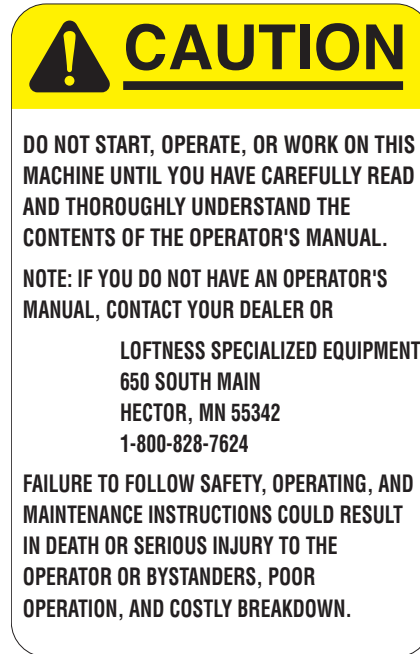 CAUTION
DO NOT START, OPERATE, OR WORK ON THIS
MACHINE UNTIL YOU HAVE CAREFULLY READ
AND THOROUGHLY UNDERSTAND THE
CONTENTS OF THE OPERATOR'S MANUAL.
NOTE: IF YOU DO NOT HAVE AN OPERATOR'S
MANUAL, CONTACT YOUR DEALER OR
LOFTNESS SPECIALIZED EQUIPMENT
650 SOUTH MAIN
HECTOR, MN 55342
1-800-828-7624
FAILURE TO FOLLOW SAFETY, OPERATING, AND
MAINTENANCE INSTRUCTIONS COULD RESULT
IN DEATH OR SERIOUS INJURY TO THE
OPERATOR OR BYSTANDERS, POOR
OPERATION, AND COSTLY BREAKDOWN.